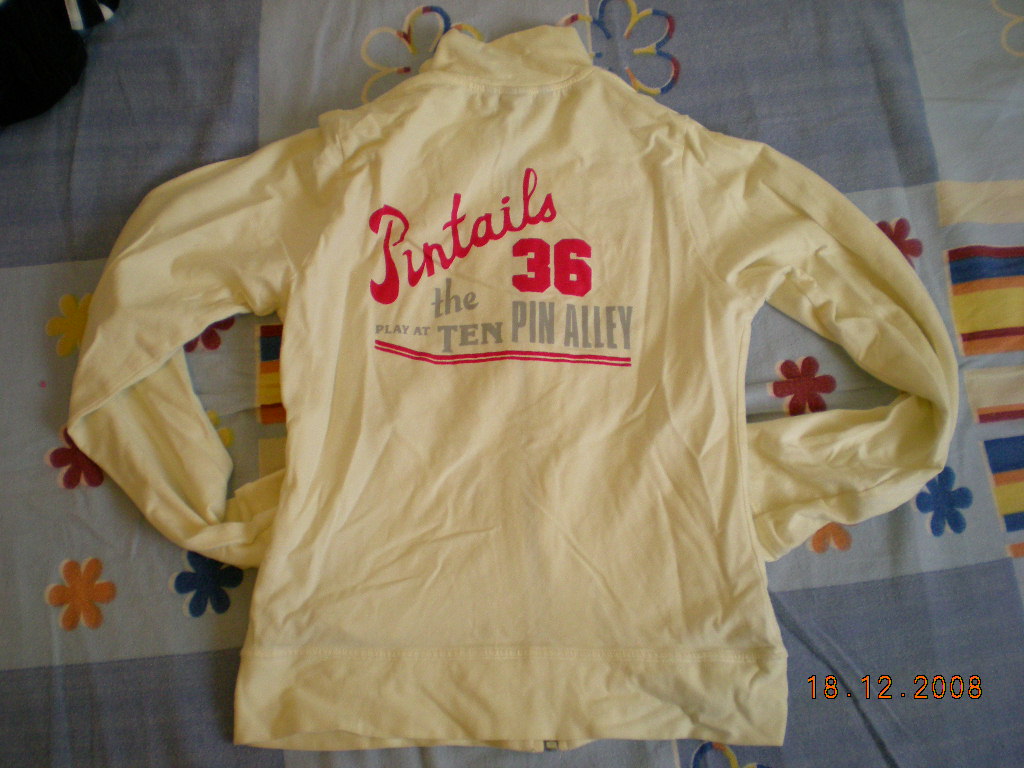 Pintails
36
the
PLAY AT TEN PIN ALLEY
18.12.2008